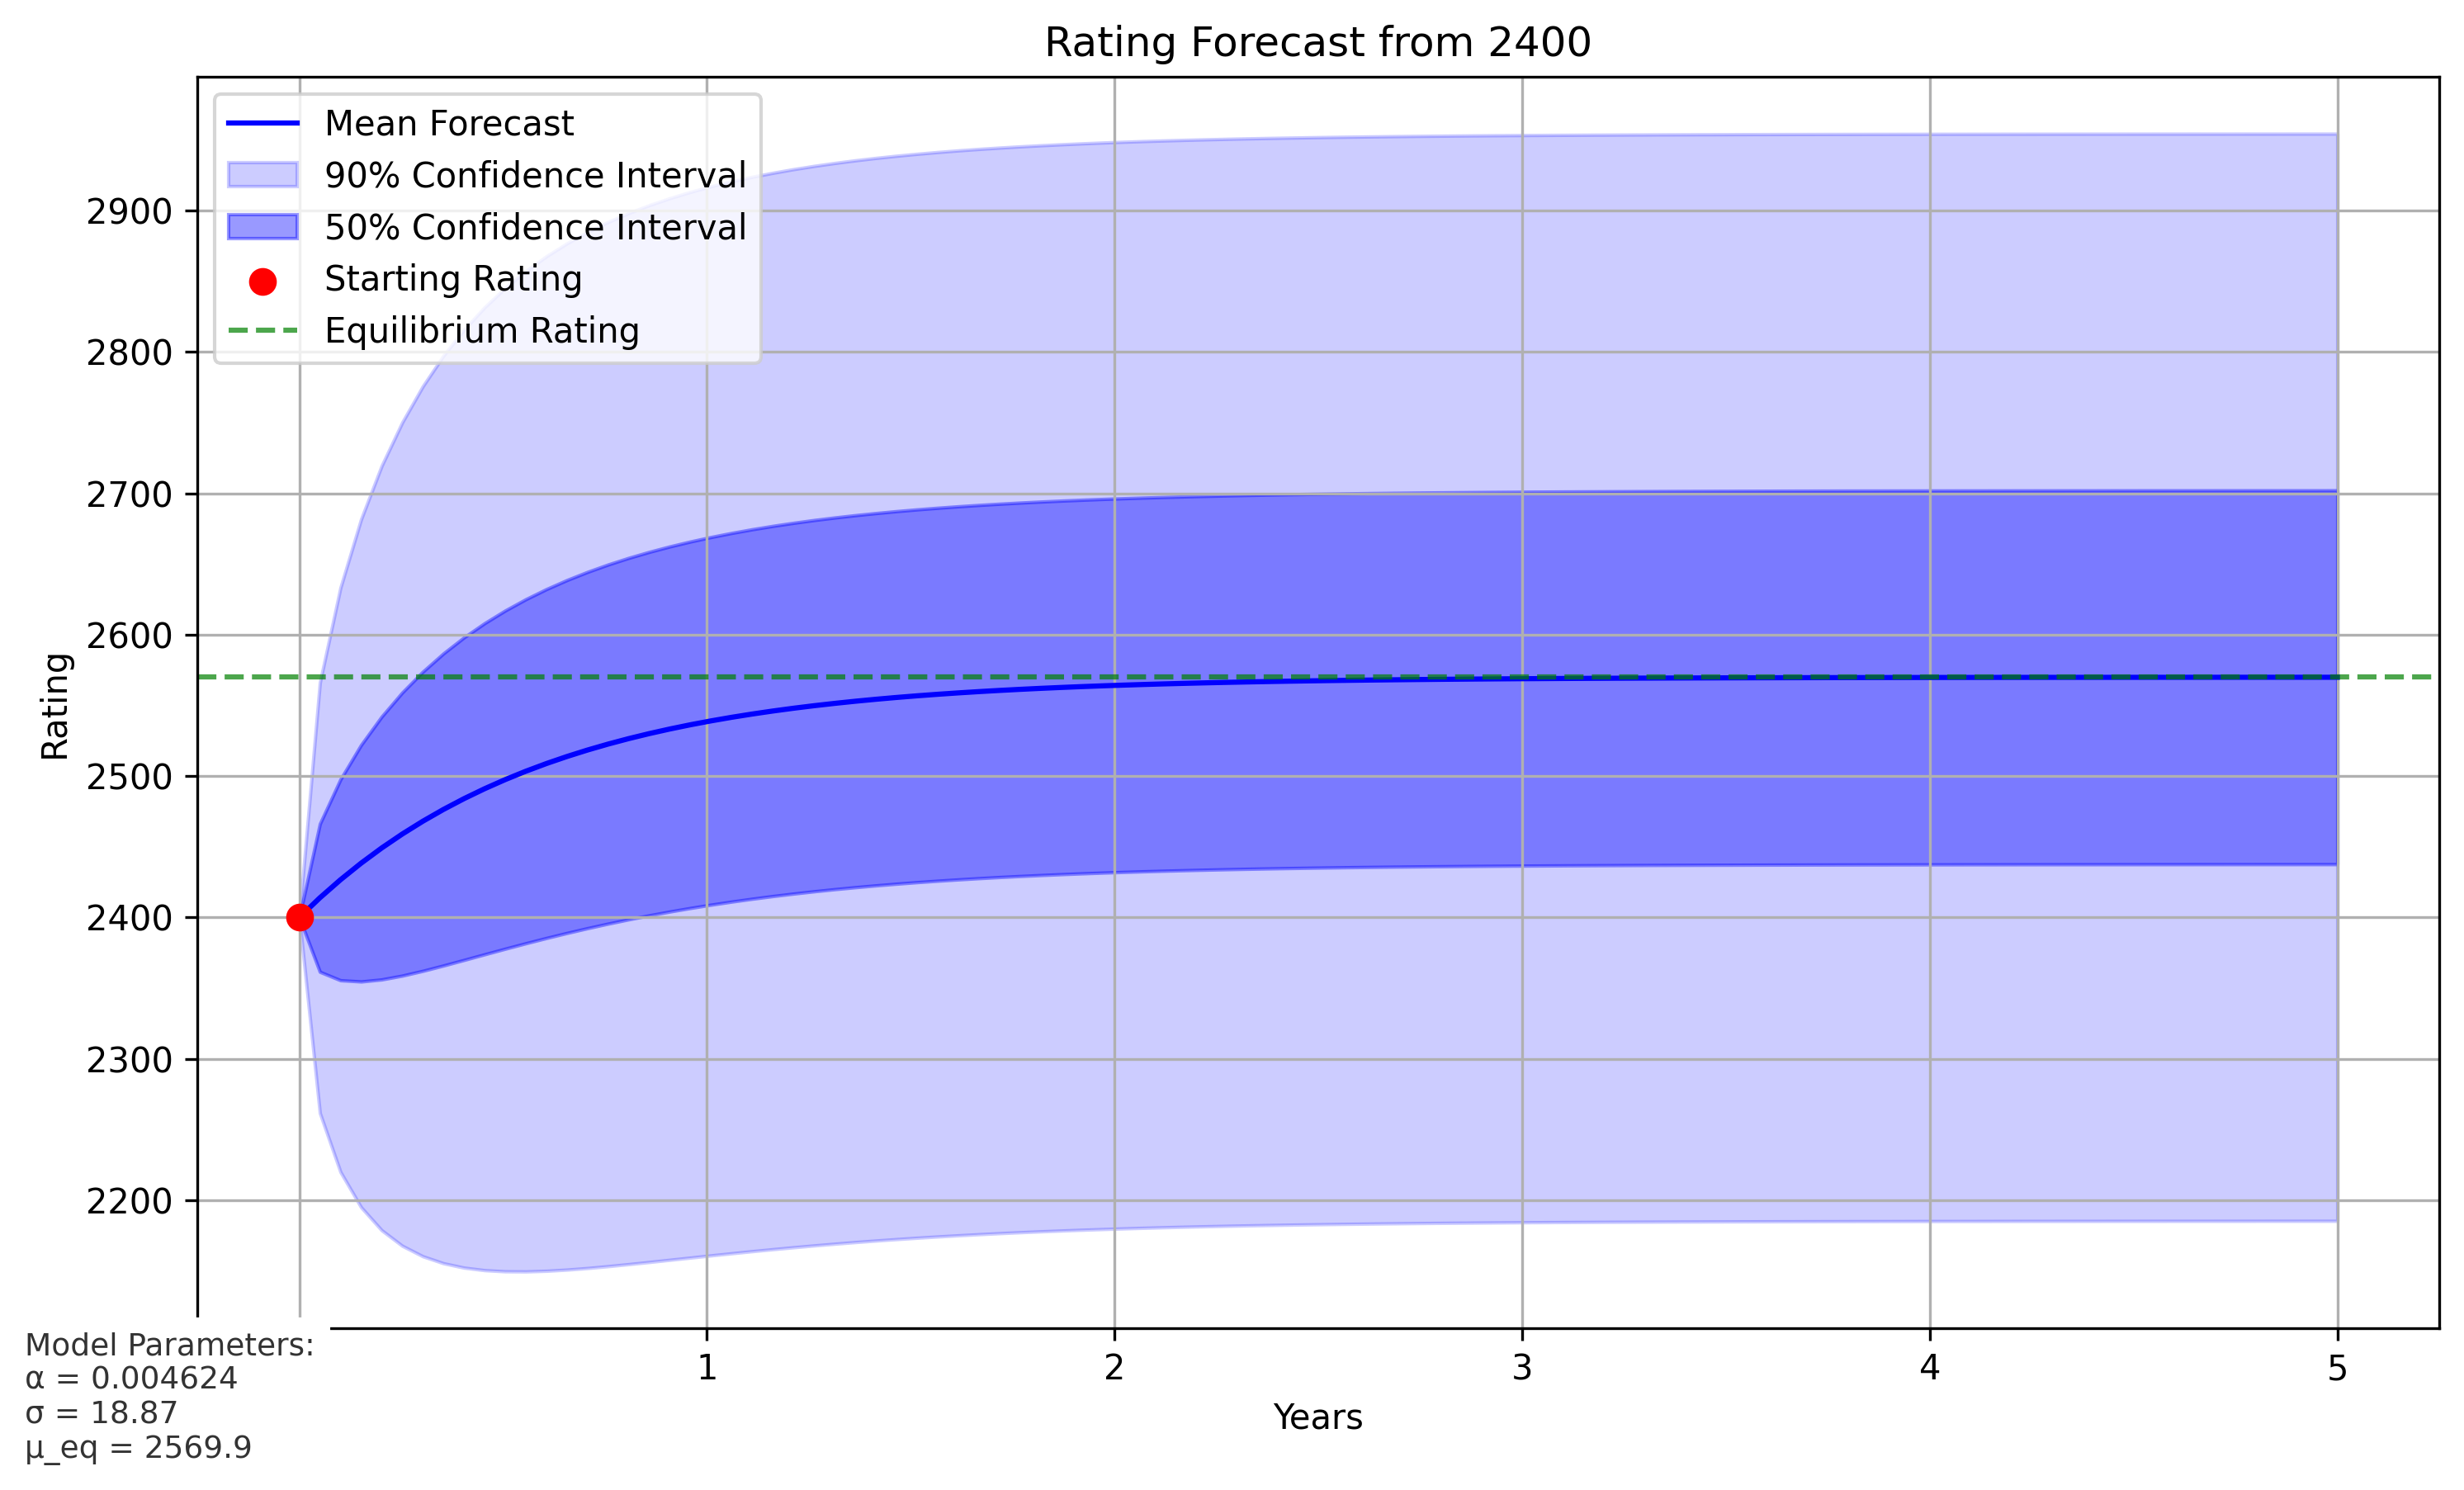 Rating Forecast from 2400
Mean Forecast
90% Confidence Interval
50% Confidence Interval
Starting Rating
Equilibrium Rating
2900
2800
2700
2600
2500
2400
2300
2200
Rating
1
2
3
4
5
Years
Model Parameters:
α = 0.004624
σ = 18.87
μ_eq = 2569.9